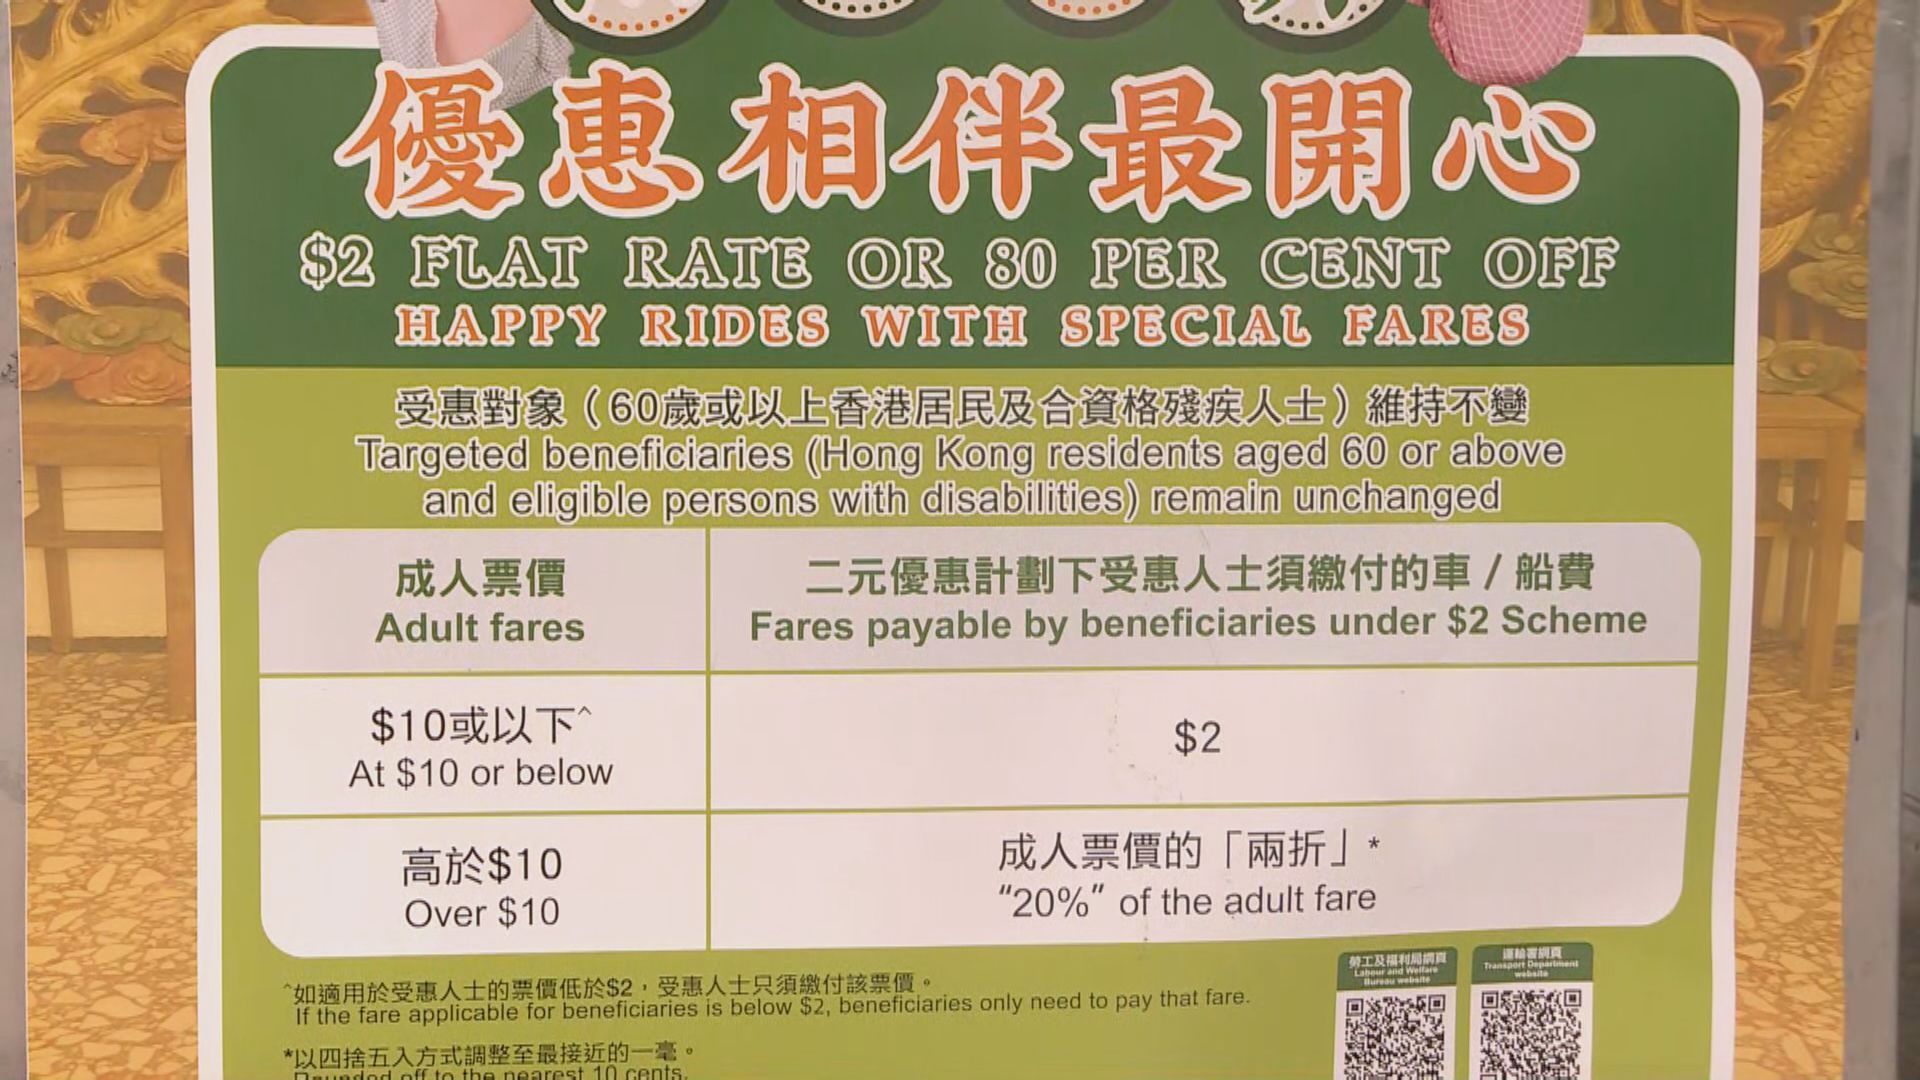 優惠相伴最開心
$2 FLAT RATE OR 80 PER CENT OFF
HAPPY RIDES WITH SPECIAL FARES
受惠對象（60歲或以上香港居民及合資格殘疾人士）維持不變
Targeted beneficiaries (Hong Kong residents aged 60 or above
and eligible persons with disabilities) remain unchanged
成人票價
Adult fares
二元優惠計劃下受惠人士須繳付的車 / 船費
Fares payable by beneficiaries under $2 Scheme
$10或以下^
At $10 or below
$2
高於$10
Over $10
成人票價的「兩折」*
“20%” of the adult fare
^如適用於受惠人士的票價低於$2，受惠人士只須繳付該票價。
If the fare applicable for beneficiaries is below $2, beneficiaries only need to pay that fare.
*以四捨五入方式調整至最接近的一毫。
Rounded off to the nearest 10 cents.
勞工及福利局網頁
Labour and Welfare
Bureau website
運輸署網頁
Transport Department
website